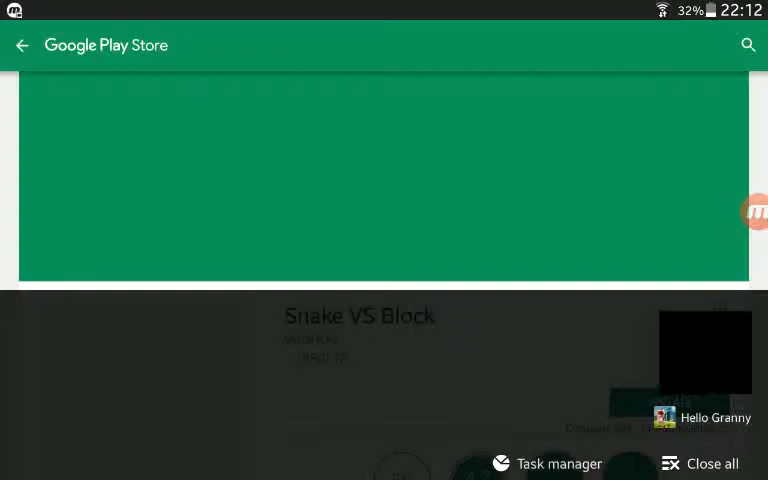 32% 22:12
Google Play Store
Snake VS Block
Hello Granny
Task manager
Close all